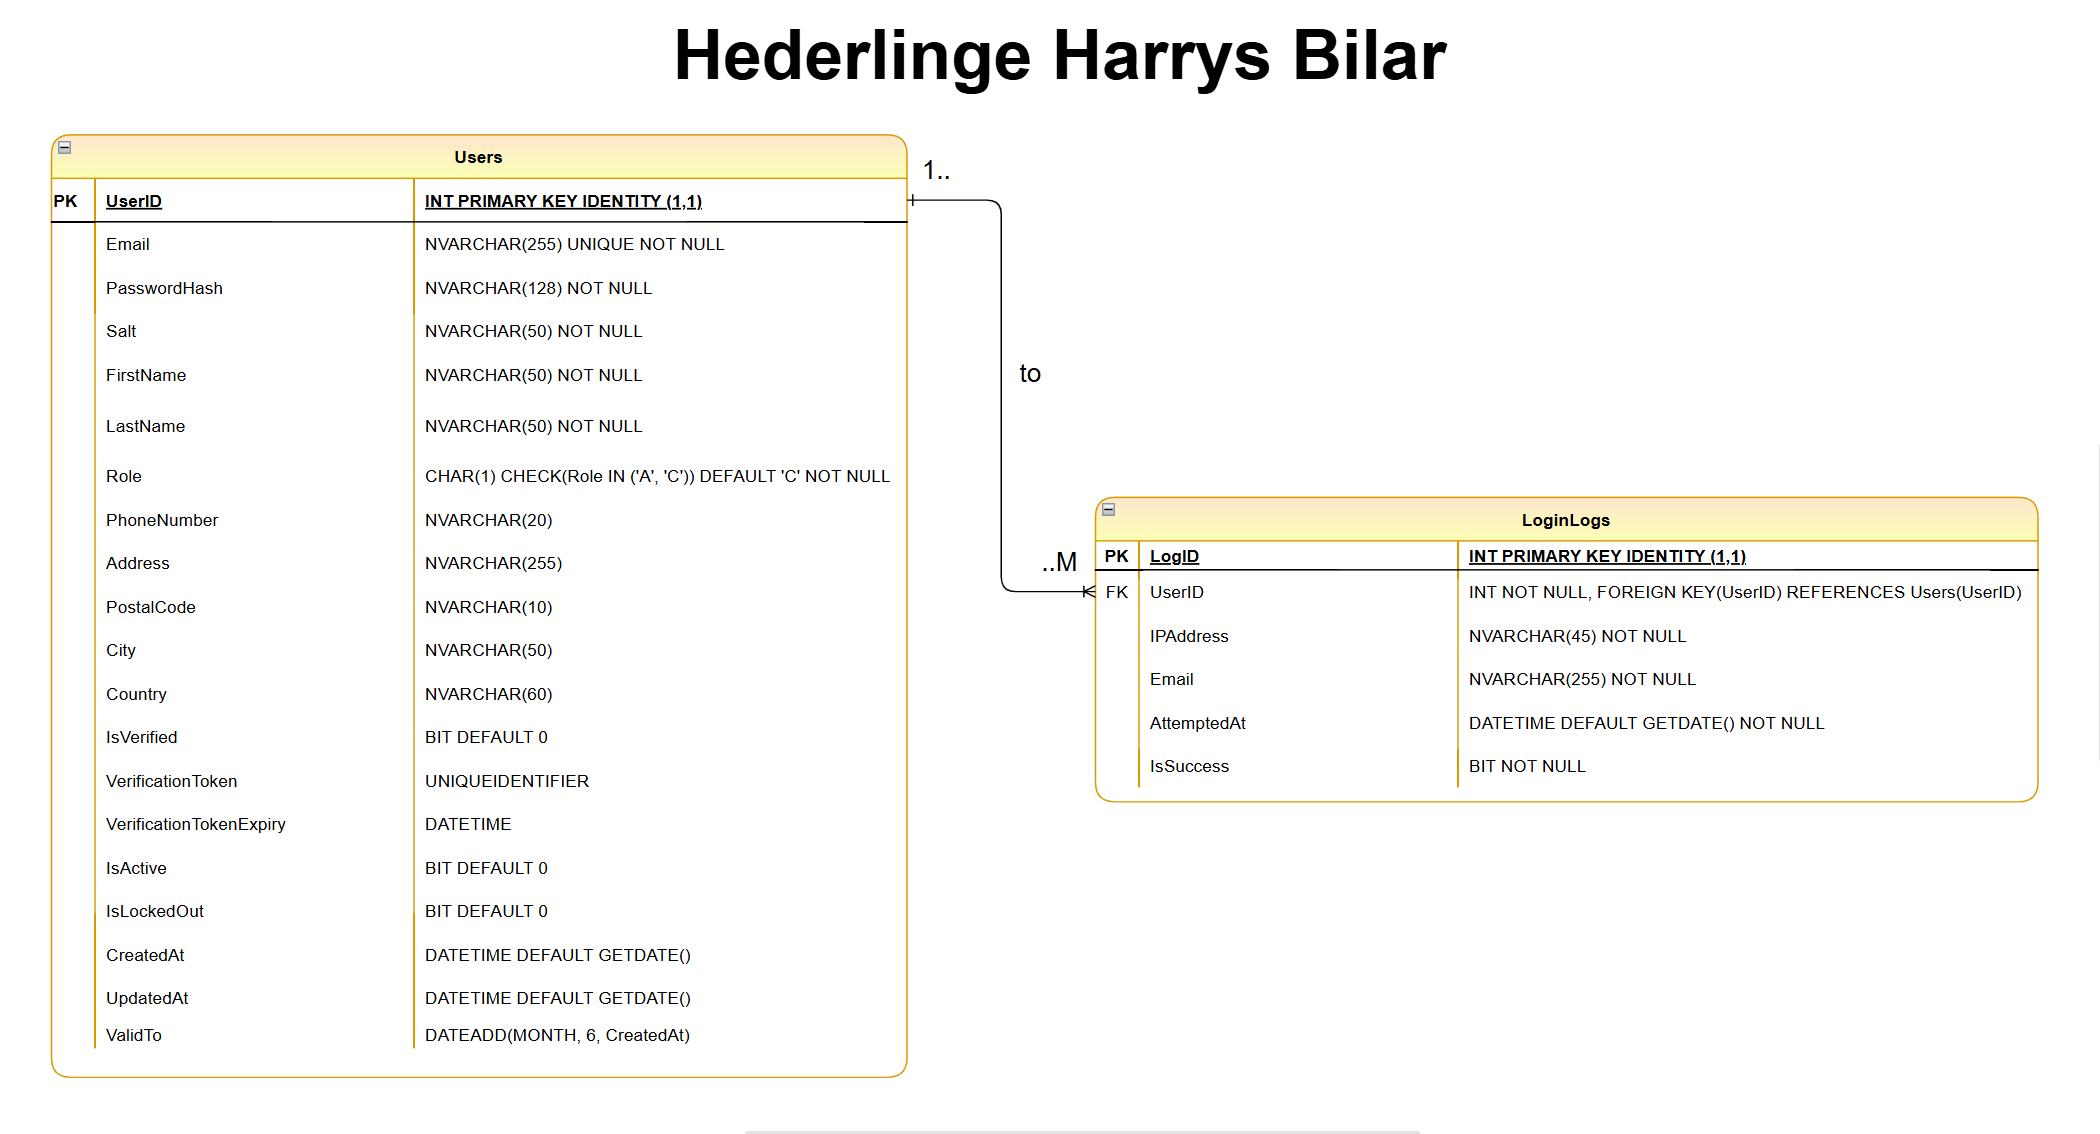 Hederlinge Harrys Bilar
Users
PK UserID INT PRIMARY KEY IDENTITY (1,1)
Email NVARCHAR(255) UNIQUE NOT NULL
PasswordHash NVARCHAR(128) NOT NULL
Salt NVARCHAR(50) NOT NULL
FirstName NVARCHAR(50) NOT NULL
LastName NVARCHAR(50) NOT NULL
Role CHAR(1) CHECK(Role IN ('A', 'C')) DEFAULT 'C' NOT NULL
PhoneNumber NVARCHAR(20)
Address NVARCHAR(255)
PostalCode NVARCHAR(10)
City NVARCHAR(50)
Country NVARCHAR(60)
IsVerified BIT DEFAULT 0
VerificationToken UNIQUEIDENTIFIER
VerificationTokenExpiry DATETIME
IsActive BIT DEFAULT 0
IsLockedOut BIT DEFAULT 0
CreatedAt DATETIME DEFAULT GETDATE()
UpdatedAt DATETIME DEFAULT GETDATE()
ValidTo DATEADD(MONTH, 6, CreatedAt)
1..
to
..M
LoginLogs
PK LogID INT PRIMARY KEY IDENTITY (1,1)
FK UserID INT NOT NULL, FOREIGN KEY(UserID) REFERENCES Users(UserID)
IPAddress NVARCHAR(45) NOT NULL
Email NVARCHAR(255) NOT NULL
AttemptedAt DATETIME DEFAULT GETDATE() NOT NULL
IsSuccess BIT NOT NULL